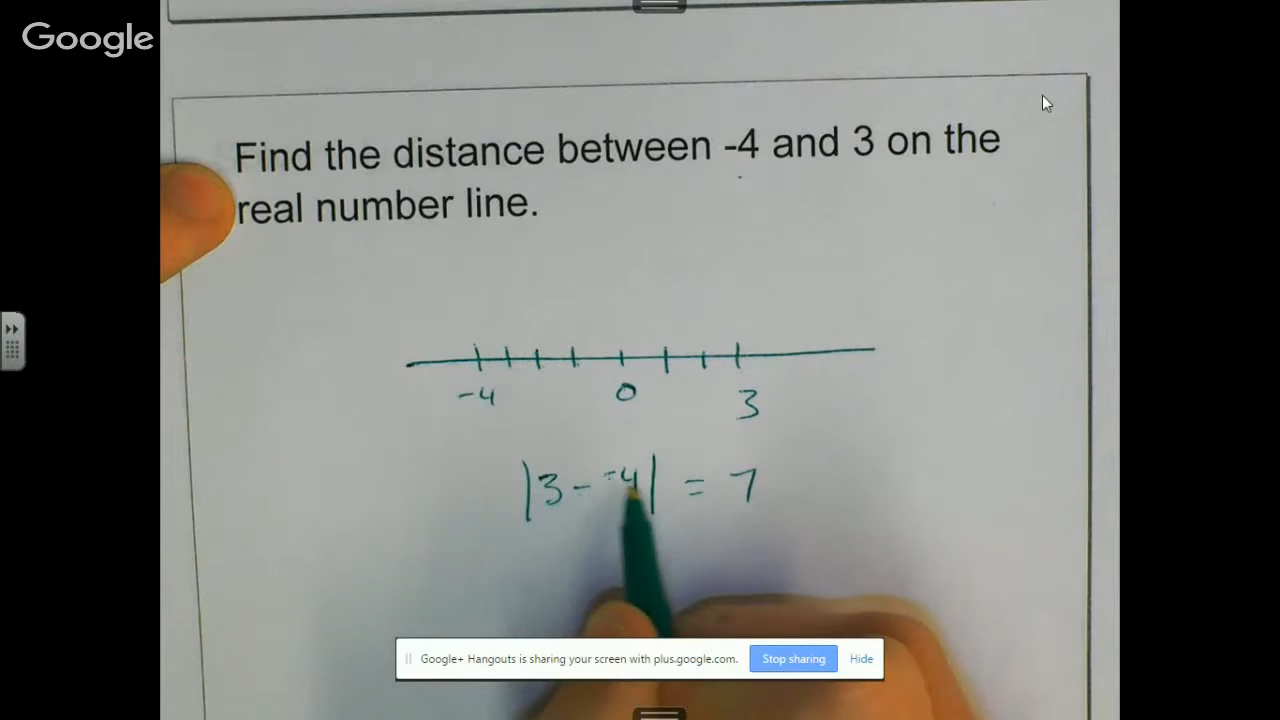 Google
Find the distance between -4 and 3 on the
real number line.
-4 0 3
|3 - -4| = 7
Google+ Hangouts is sharing your screen with plus.google.com. Stop sharing Hide